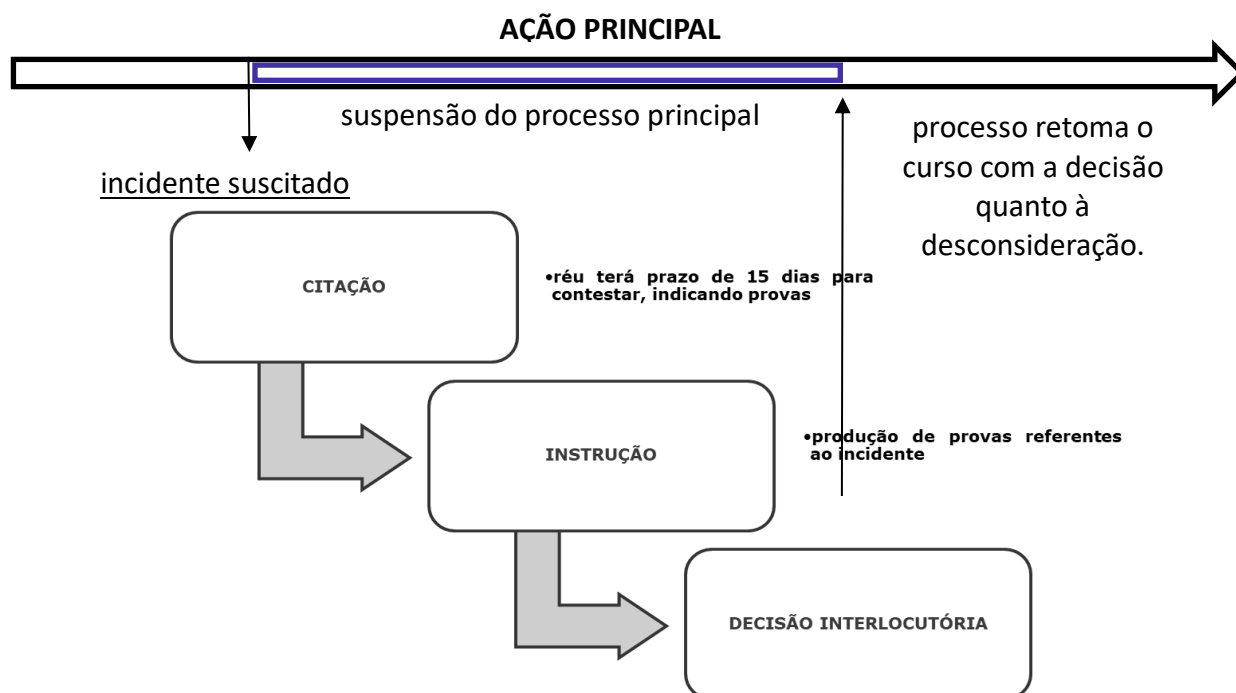 AÇÃO PRINCIPAL
suspensão do processo principal
incidente suscitado
processo retoma o
curso com a decisão
quanto à
desconsideração.
CITAÇÃO
•réu terá prazo de 15 dias para
contestar, indicando provas
INSTRUÇÃO
•produção de provas referentes
ao incidente
DECISÃO INTERLOCUTÓRIA